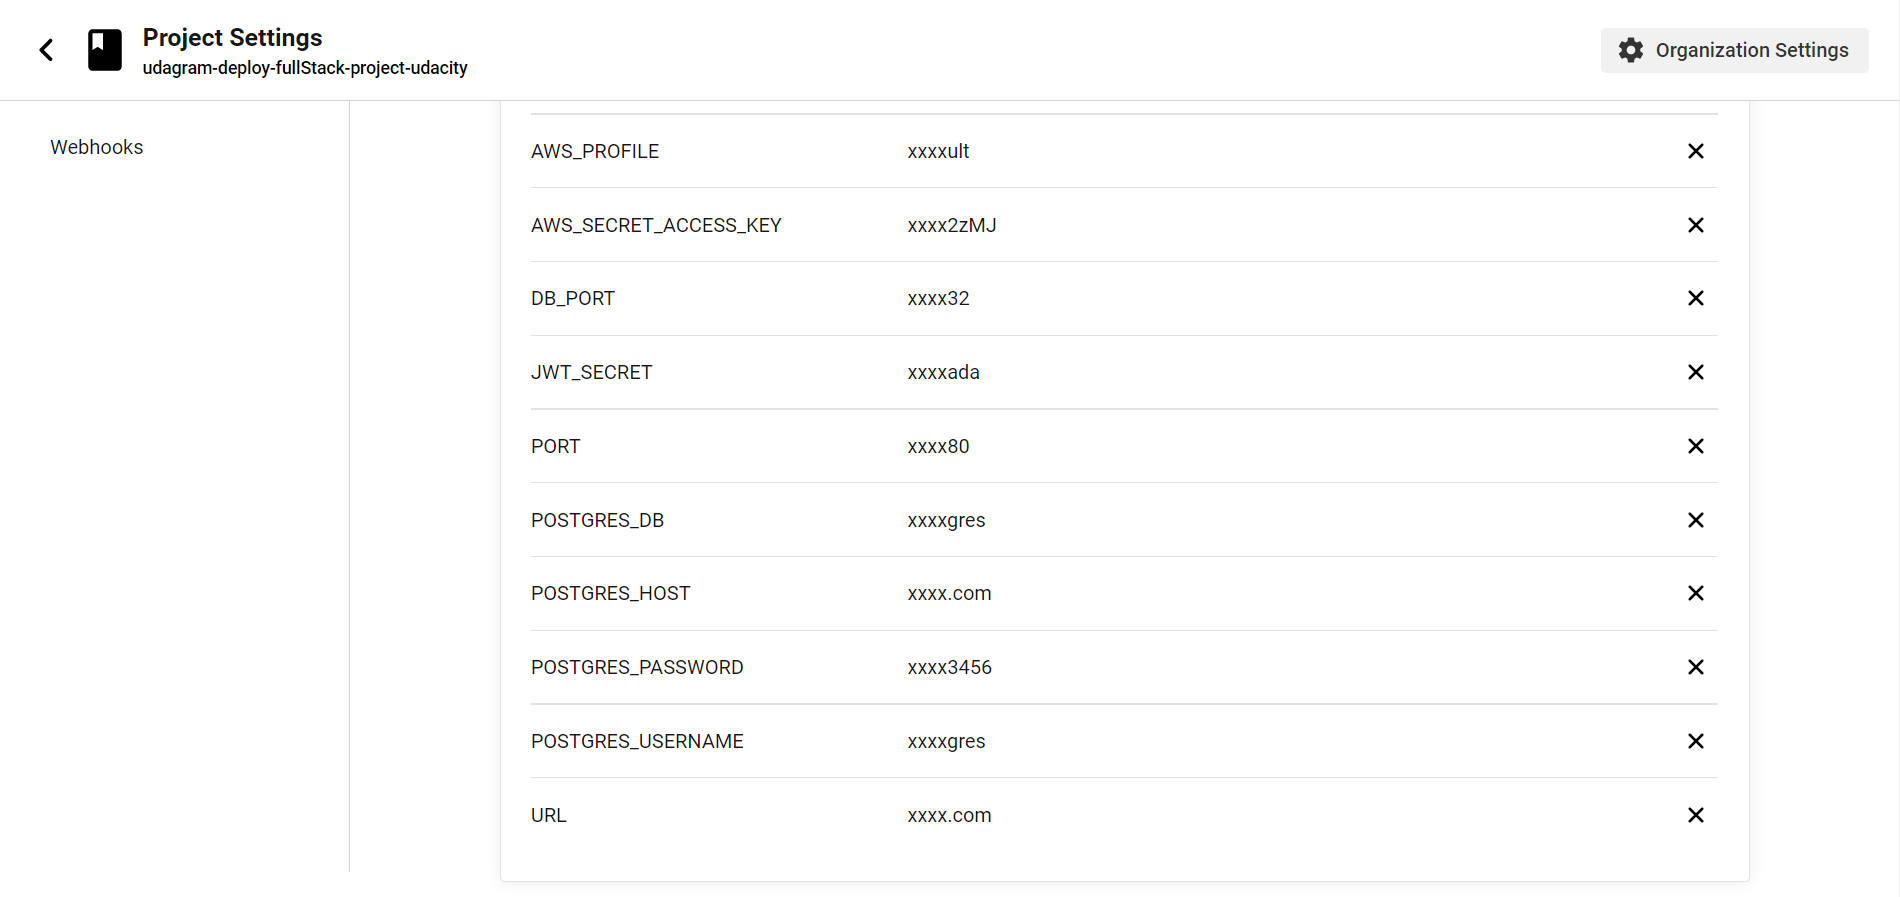 Project Settings
udagram-deploy-fullStack-project-udacity
Organization Settings
Webhooks
AWS_PROFILE xxxxult
AWS_SECRET_ACCESS_KEY xxxx2zMJ
DB_PORT xxxx32
JWT_SECRET xxxxada
PORT xxxx80
POSTGRES_DB xxxxgres
POSTGRES_HOST xxxx.com
POSTGRES_PASSWORD xxxx3456
POSTGRES_USERNAME xxxxgres
URL xxxx.com